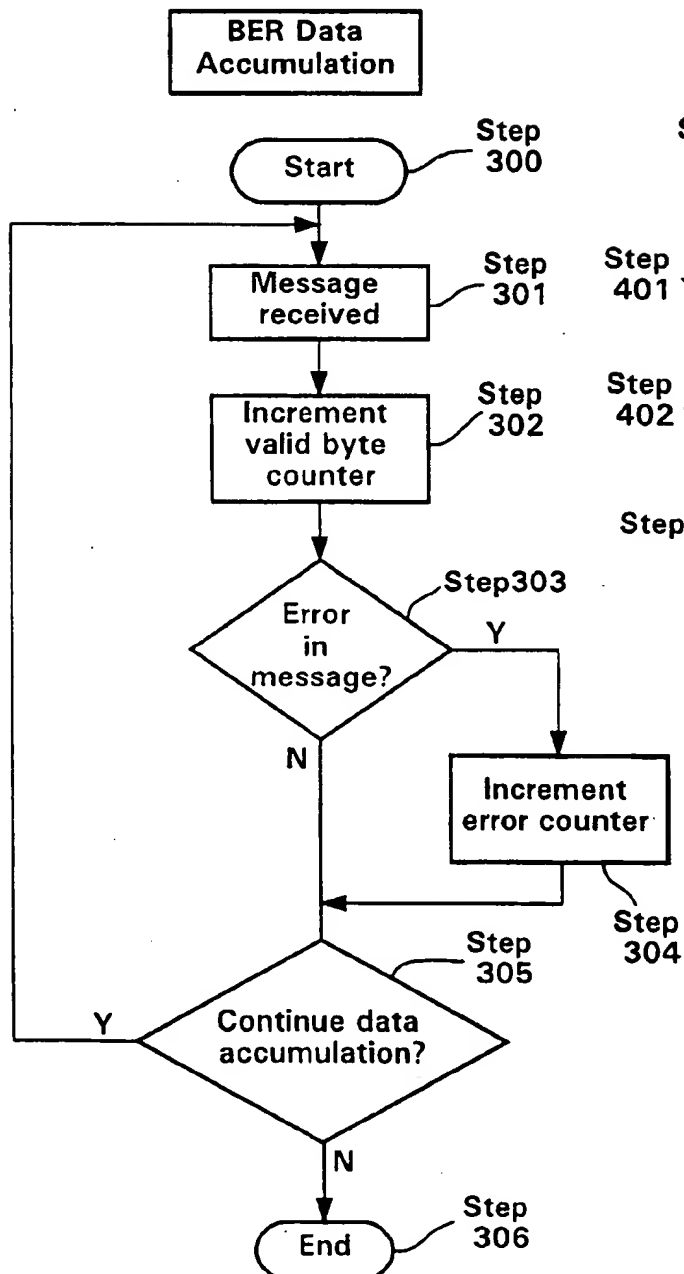 BER Data
Accumulation
Step
300
Start
S
Step
301
Message
received
Step
401
Step
302
Increment
valid byte
counter
Step
402
Step
Step303
Error
in
message?
Y
N
Increment
error counter
Step
304
Step
305
Continue data
accumulation?
Y
N
Step
306
End